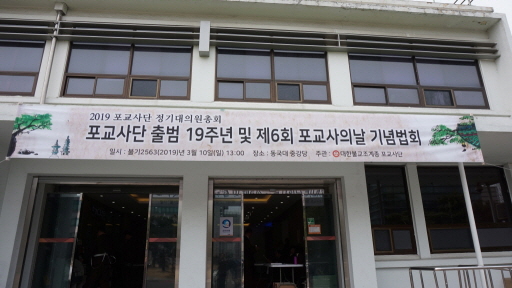 2019 포교사단 정기대의원총회
포교사단 출범 19주년 및 제6회 포교사의날 기념법회
일시 : 불기2563(2019)년 3월 10일(일) 13:00 장소 : 동국대 중강당 주관 : 대한불교조계종 포교사단